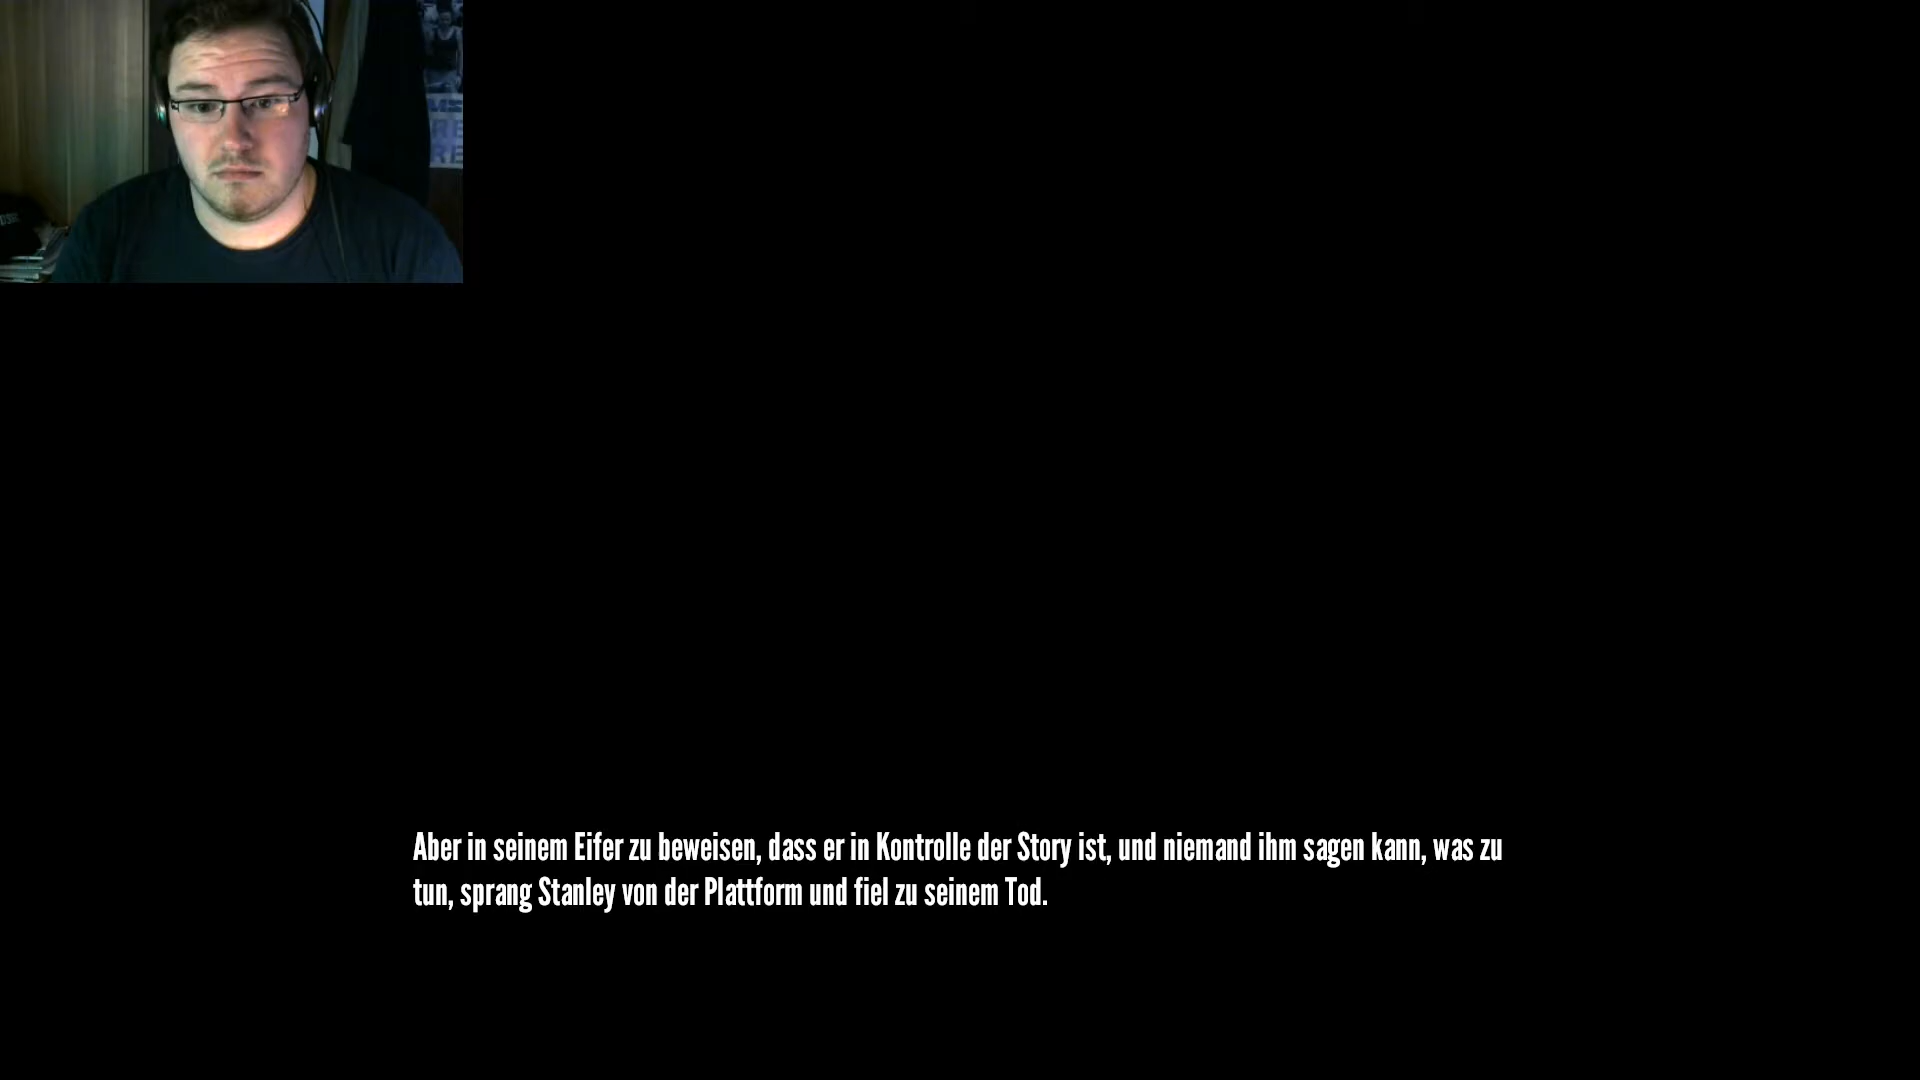 Aber in seinem Eifer zu beweisen, dass er in Kontrolle der Story ist, und niemand ihm sagen kann, was zu
tun, sprang Stanley von der Plattform und fiel zu seinem Tod.